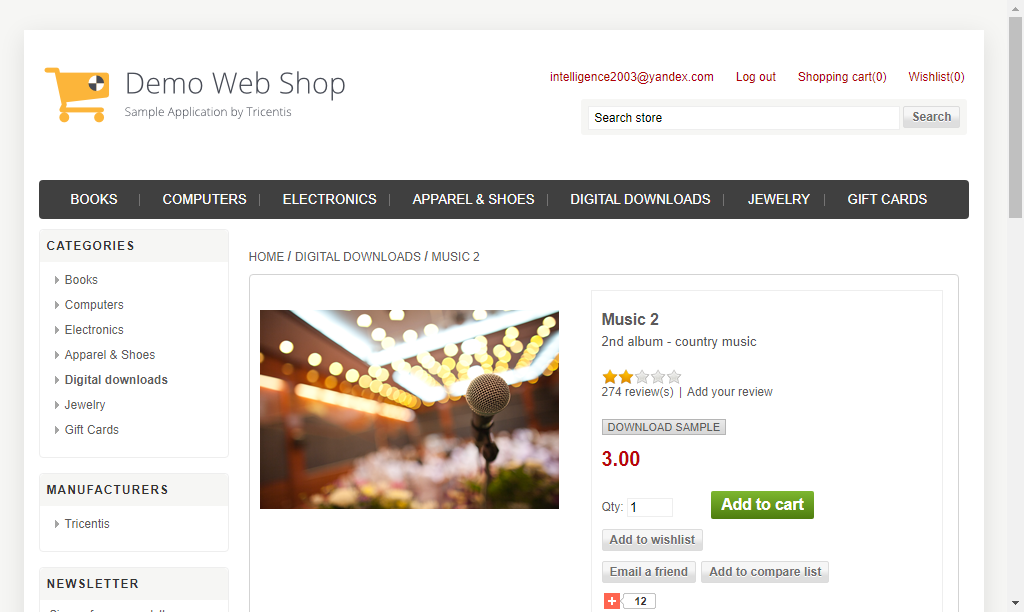 Demo Web Shop
Sample Application by Tricentis
intelligence2003@yandex.com Log out Shopping cart(0) Wishlist(0)
Search store Search
BOOKS COMPUTERS ELECTRONICS APPAREL & SHOES DIGITAL DOWNLOADS JEWELRY GIFT CARDS
CATEGORIES
Books
Computers
Electronics
Apparel & Shoes
Digital downloads
Jewelry
Gift Cards
MANUFACTURERS
Tricentis
NEWSLETTER
HOME / DIGITAL DOWNLOADS / MUSIC 2
Music 2
2nd album - country music
274 review(s) | Add your review
DOWNLOAD SAMPLE
3.00
Qty: 1 Add to cart
Add to wishlist
Email a friend Add to compare list
+ 12